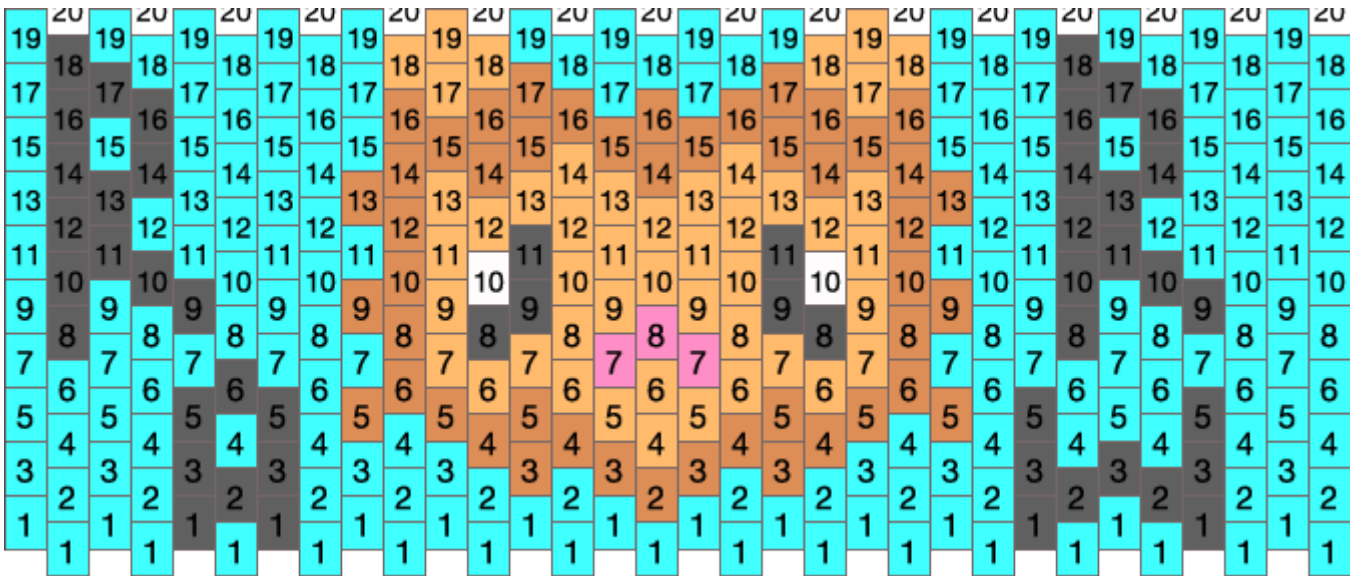 20 20 20 20 20 20 20 20 20 20 20 20 20 20 20 20
19 19 19 19 19 19 19 19 19 19 19 19 19 19 19 19
18 18 18 18 18 18 18 18 18 18 18 18 18 18 18 18
17 17 17 17 17 17 17 17 17 17 17 17 17 17 17 17
16 16 16 16 16 16 16 16 16 16 16 16 16 16 16 16
15 15 15 15 15 15 15 15 15 15 15 15 15 15 15 15
14 14 14 14 14 14 14 14 14 14 14 14 14 14 14 14
13 13 13 13 13 13 13 13 13 13 13 13 13 13 13 13
12 12 12 12 12 12 12 12 12 12 12 12 12 12 12 12
11 11 11 11 11 11 11 11 11 11 11 11 11 11 11 11
10 10 10 10 10 10 10 10 10 10 10 10 10 10 10 10
9 9 9 9 9 9 9 9 9 9 9 9 9 9 9 9
8 8 8 8 8 8 8 8 8 8 8 8 8 8 8 8
7 7 7 7 7 7 7 7 7 7 7 7 7 7 7 7
6 6 6 6 6 6 6 6 6 6 6 6 6 6 6 6
5 5 5 5 5 5 5 5 5 5 5 5 5 5 5 5
4 4 4 4 4 4 4 4 4 4 4 4 4 4 4 4
3 3 3 3 3 3 3 3 3 3 3 3 3 3 3 3
2 2 2 2 2 2 2 2 2 2 2 2 2 2 2 2
1 1 1 1 1 1 1 1 1 1 1 1 1 1 1 1
1 1 1 1 1 1 1 1 1 1 1 1 1 1 1 1